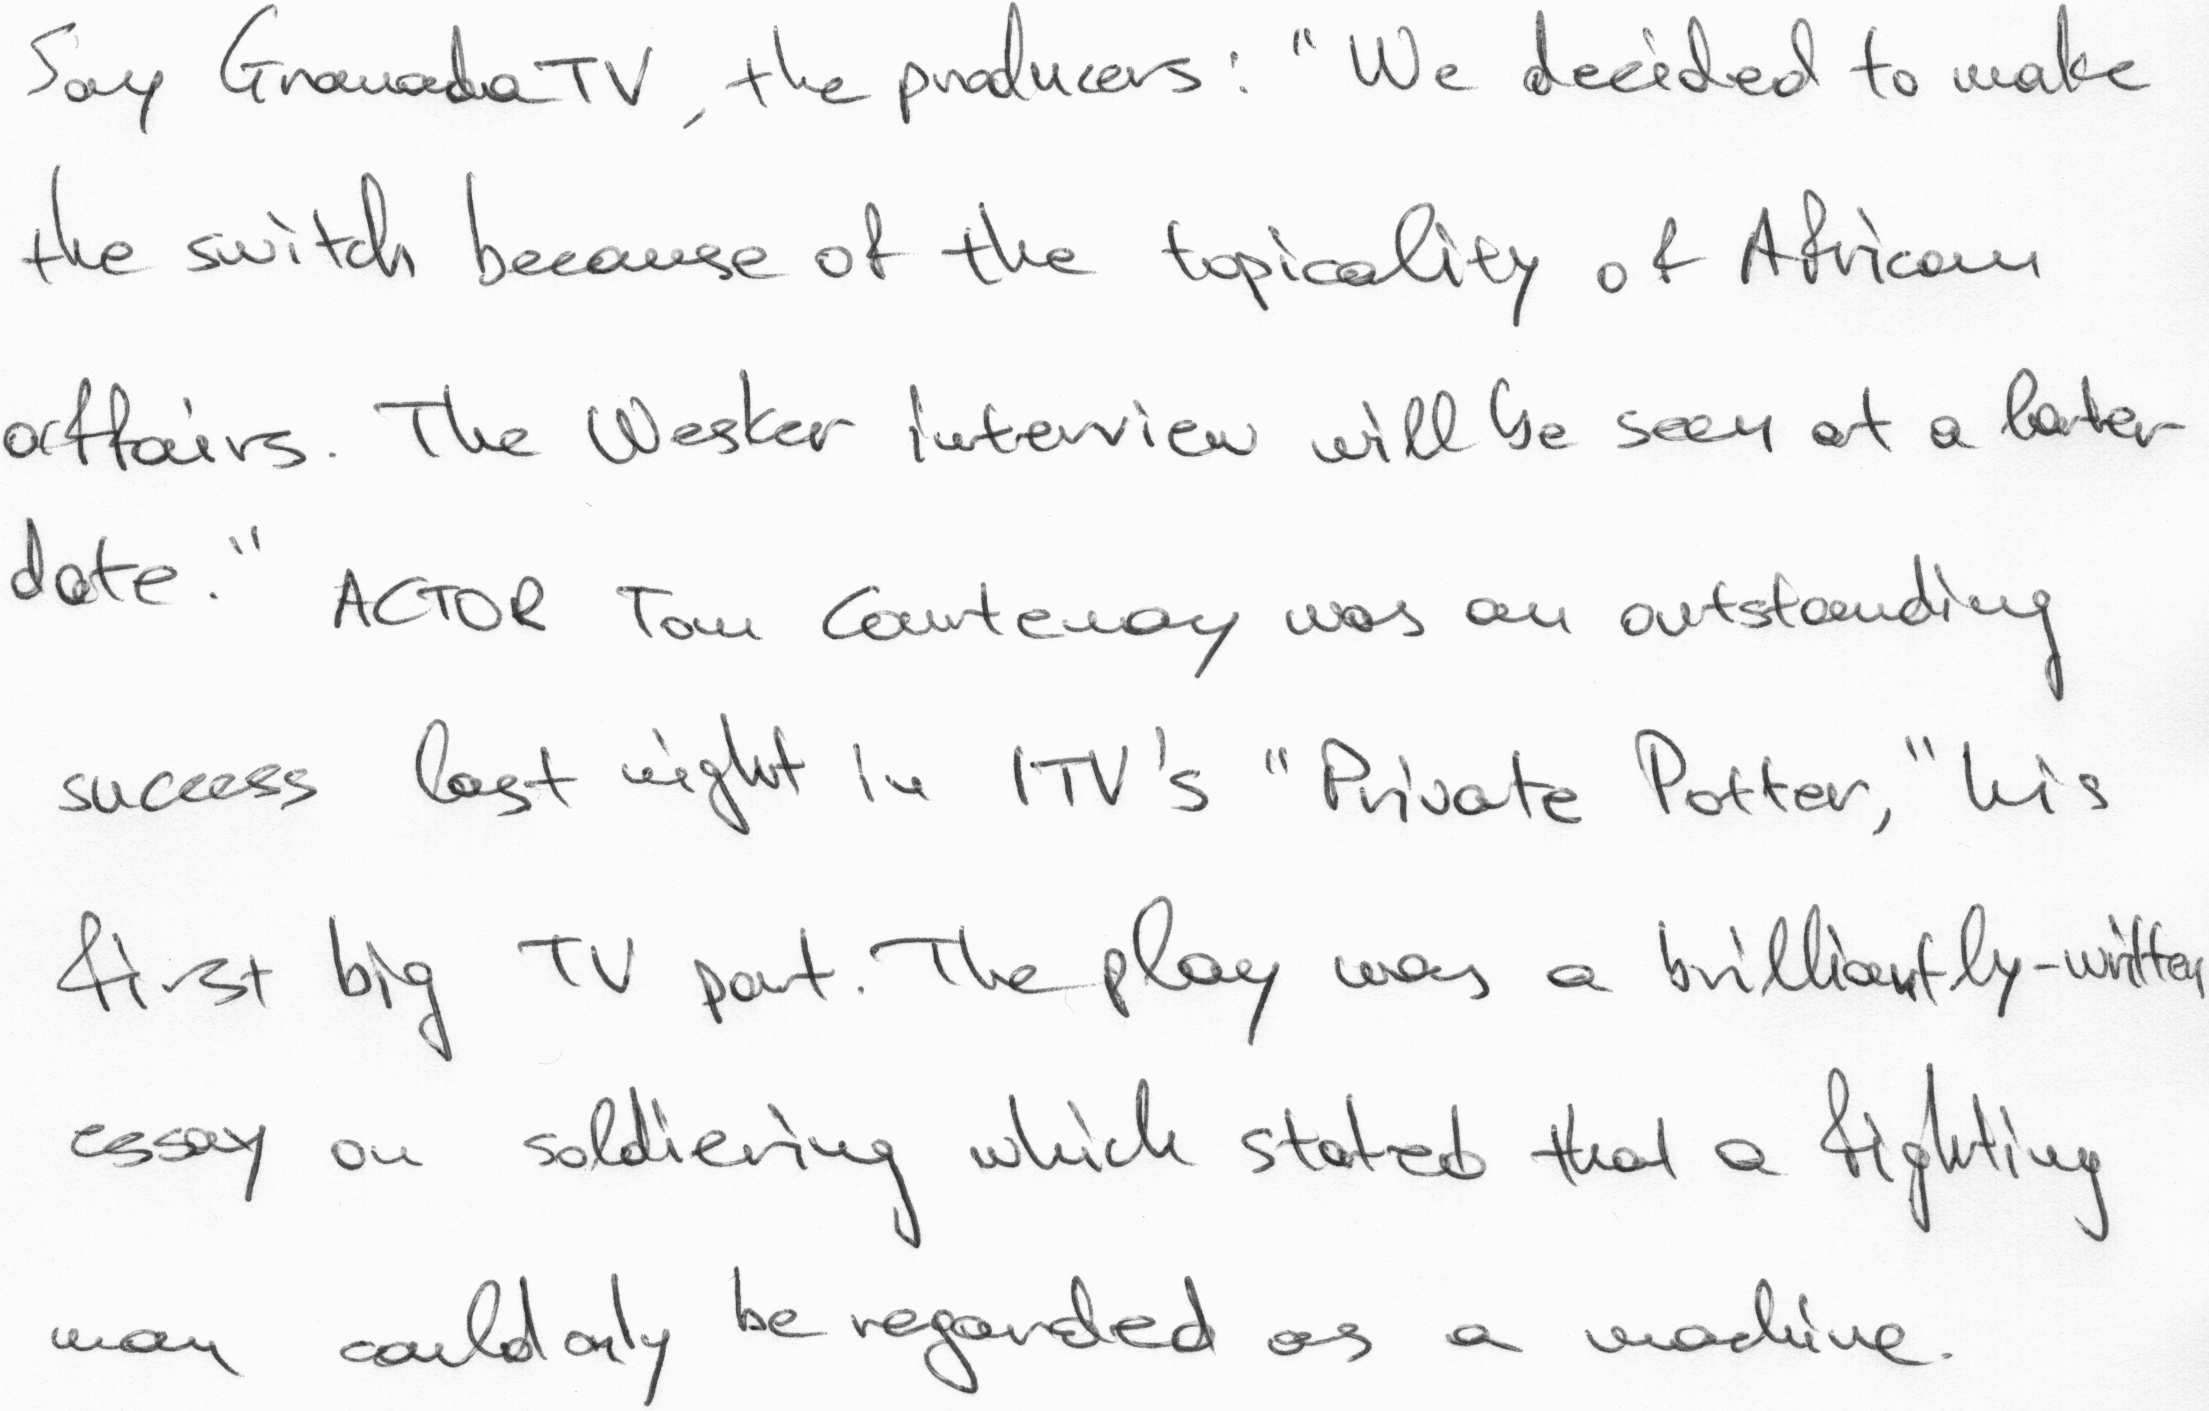 Say Granada TV, the producers: "We decided to make
the switch because of the topicality of African
affairs. The Wesker interview will be seen at a later
date." ACTOR Tom Courtenay was an outstanding
success last night in ITV's "Private Potter," his
first big TV part. The play was a brilliantly-written
essay on soldiering which stated that a fighting
man could only be regarded as a machine.